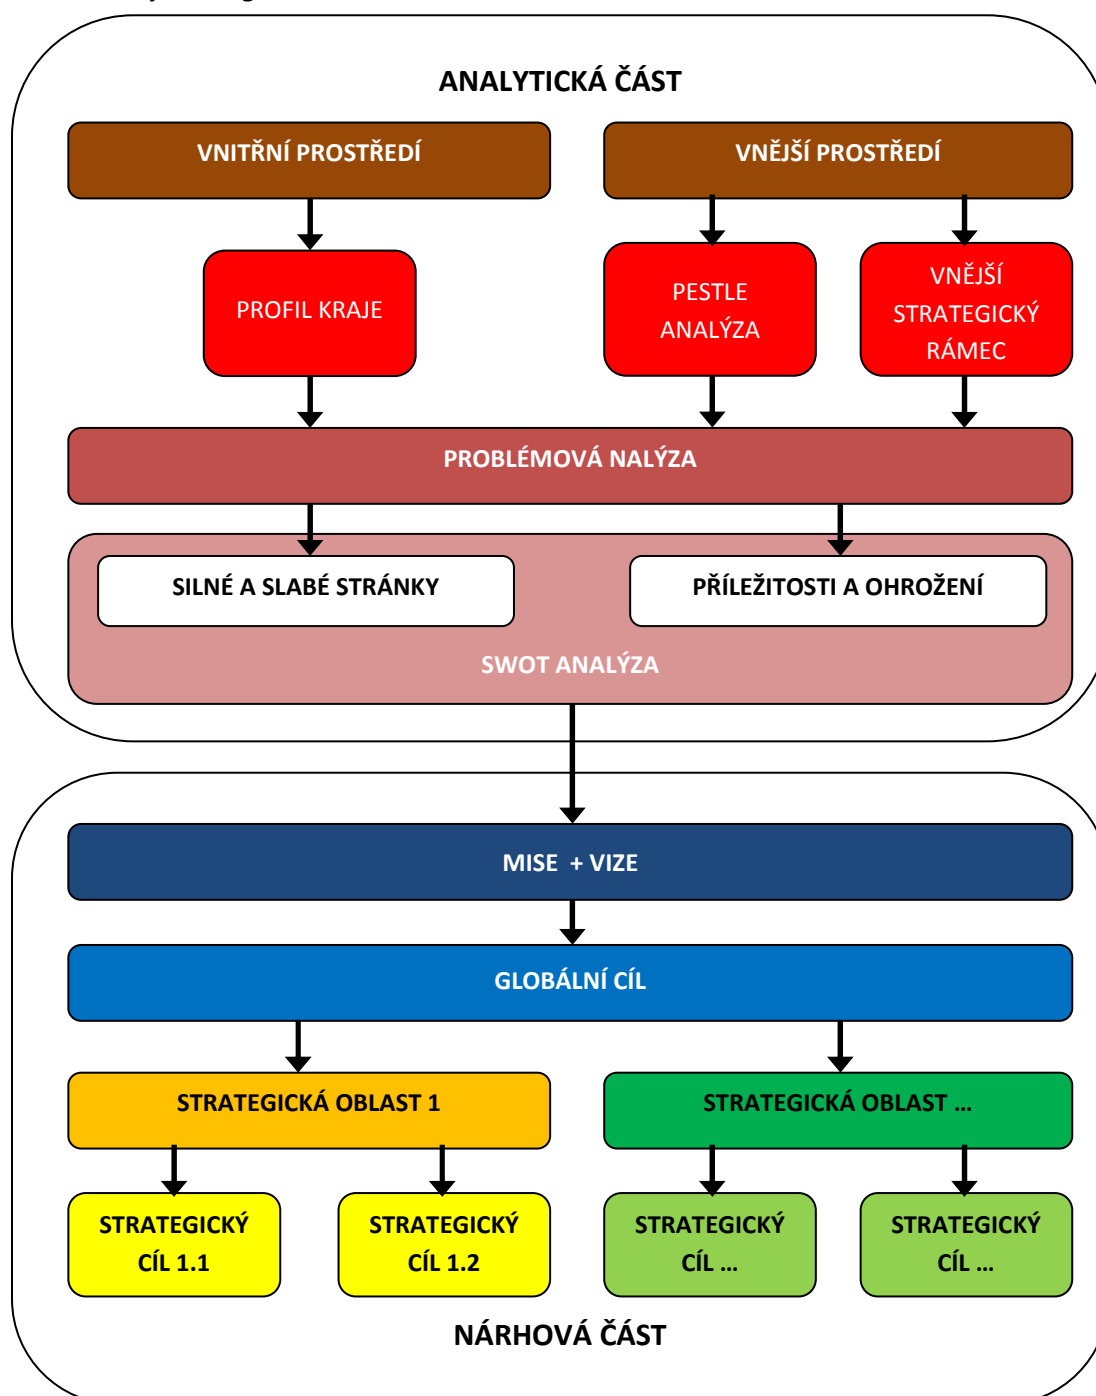 ANALYTICKÁ ČÁST
VNITŘNÍ PROSTŘEDÍ
VNĚJŠÍ PROSTŘEDÍ
PROFIL KRAJE
PESTLE
ANALÝZA
VNĚJŠÍ
STRATEGICKÝ
RÁMEC
PROBLÉMOVÁ NALÝZA
SILNÉ A SLABÉ STRÁNKY
PŘÍLEŽITOSTI A OHROŽENÍ
SWOT ANALÝZA
MISE + VIZE
GLOBÁLNÍ CÍL
STRATEGICKÁ OBLAST 1
STRATEGICKÁ OBLAST ...
STRATEGICKÝ
CÍL 1.1
STRATEGICKÝ
CÍL 1.2
STRATEGICKÝ
CÍL ...
STRATEGICKÝ
CÍL ...
NÁRHOVÁ ČÁST